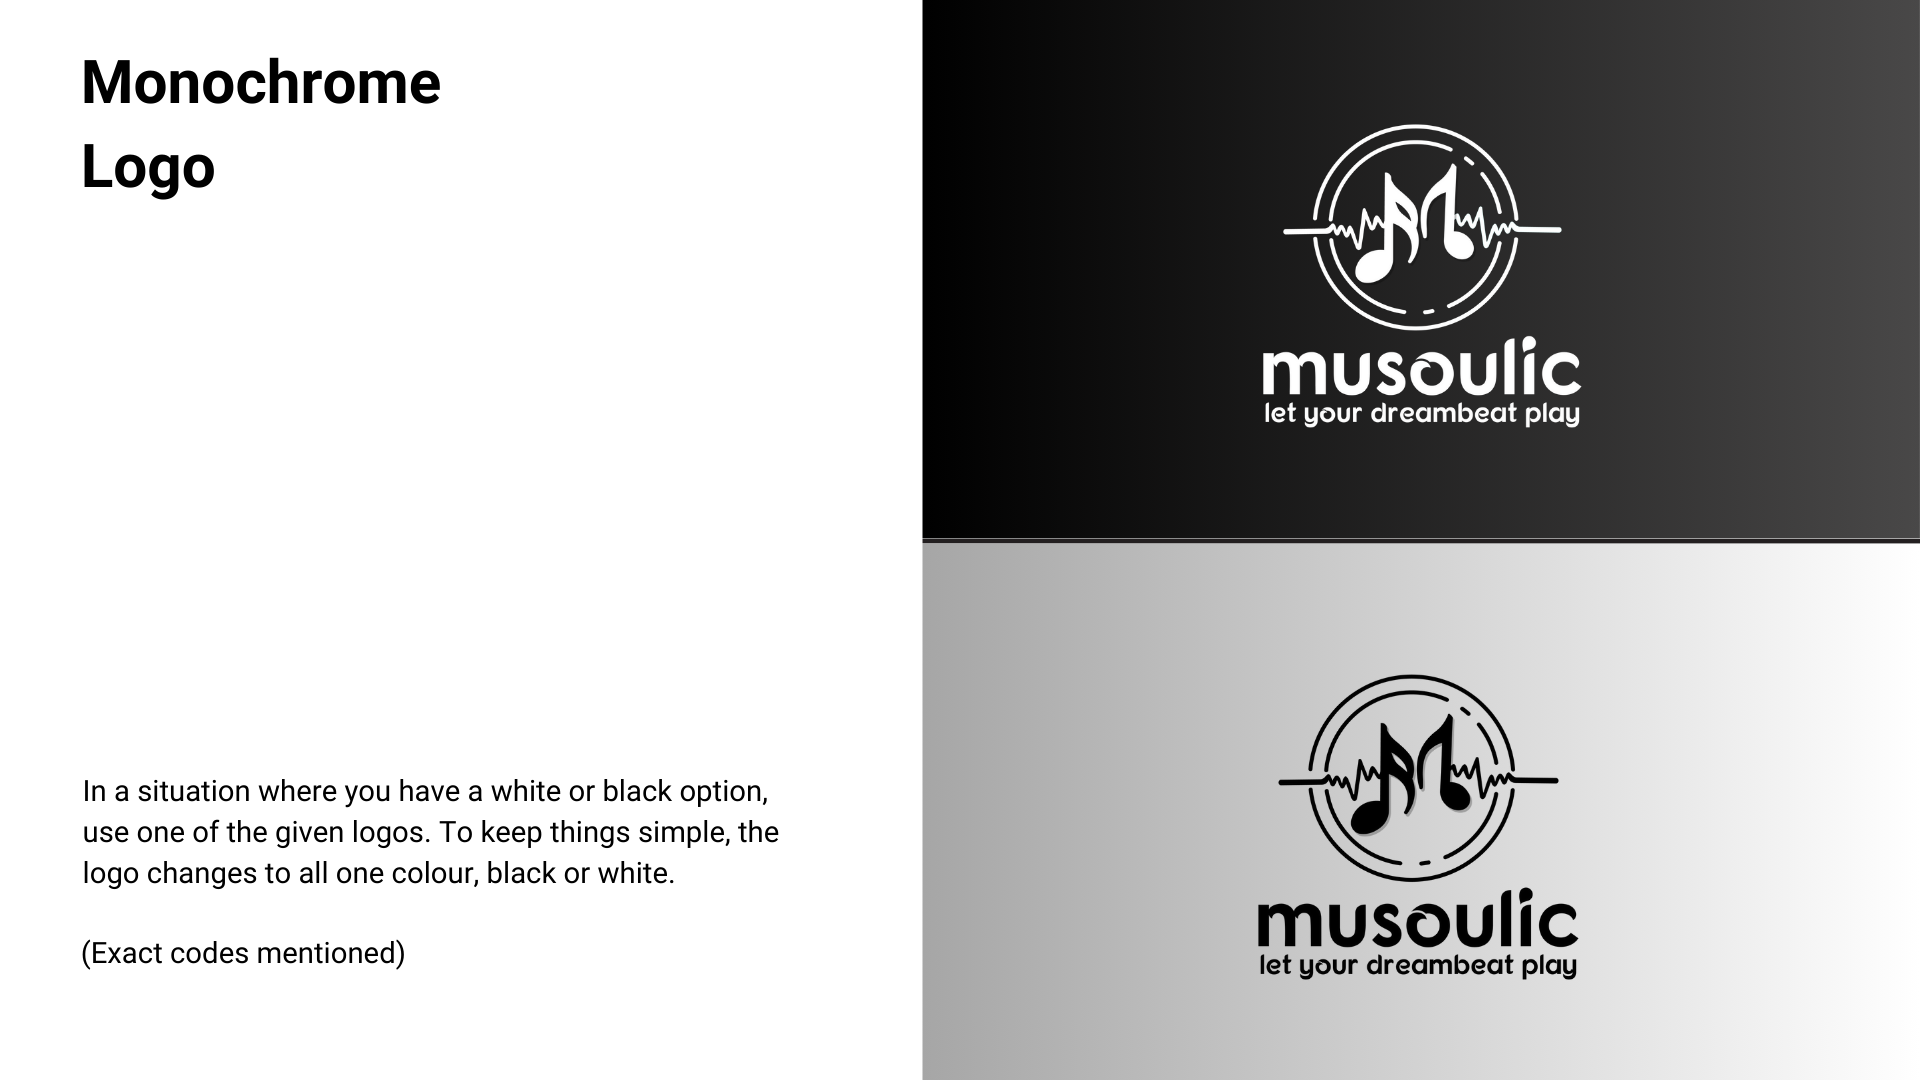 Monochrome
Logo
In a situation where you have a white or black option,
use one of the given logos. To keep things simple, the
logo changes to all one colour, black or white.
(Exact codes mentioned)
musoulic
let your dreambeat play
musoulic
let your dreambeat play